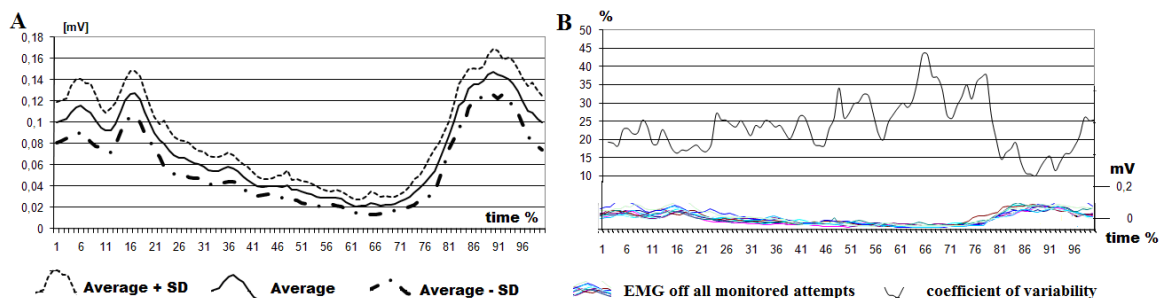 A
[mV]
0,18
0,16
0,14
0,12
0,1
0,08
0,06
0,04
0,02
0
time %
1 6 11 16 21 26 31 36 41 46 51 56 61 66 71 76 81 86 91 96
Average + SD
Average
Average - SD
B
%
50
45
40
35
30
25
20
15
10
mV
0,2
0
1 6 11 16 21 26 31 36 41 46 51 56 61 66 71 76 81 86 91 96
time %
EMG off all monitored attempts
coefficient of variability